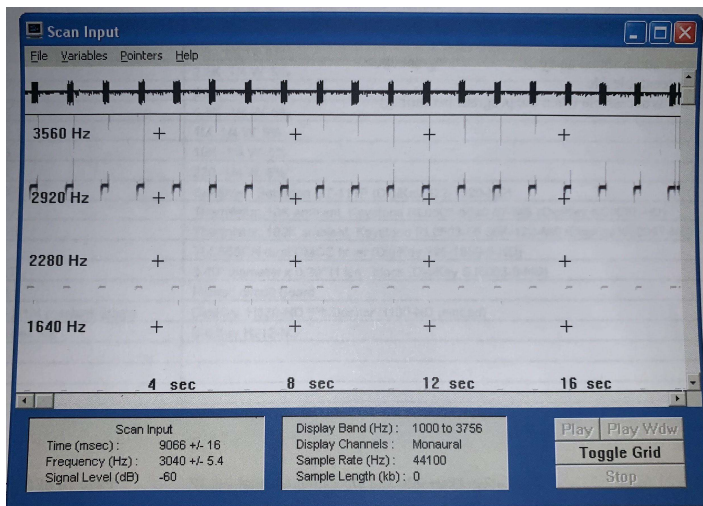 Scan Input
File Variables Pointers Help
3560 Hz
2920 Hz
2280 Hz
1640 Hz
4 sec 8 sec 12 sec 16 sec
Scan Input
Time (msec) : 9066 +/- 16
Frequency (Hz) : 3040 +/- 5.4
Signal Level (dB) -60
Display Band (Hz) : 1000 to 3756
Display Channels : Monaural
Sample Rate (Hz) : 44100
Sample Length (kb) : 0
Play Play Wdw
Toggle Grid
Stop